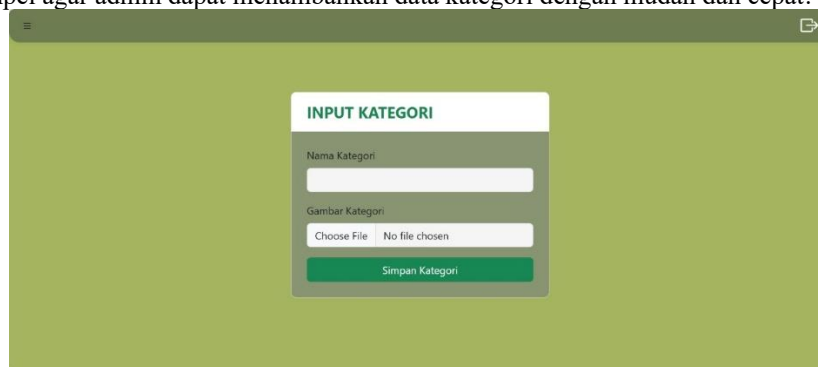 agar admin dapat menambahkan data kategori dengan mudah dan cepat.
INPUT KATEGORI
Nama Kategori
Gambar Kategori
Choose File No file chosen
Simpan Kategori